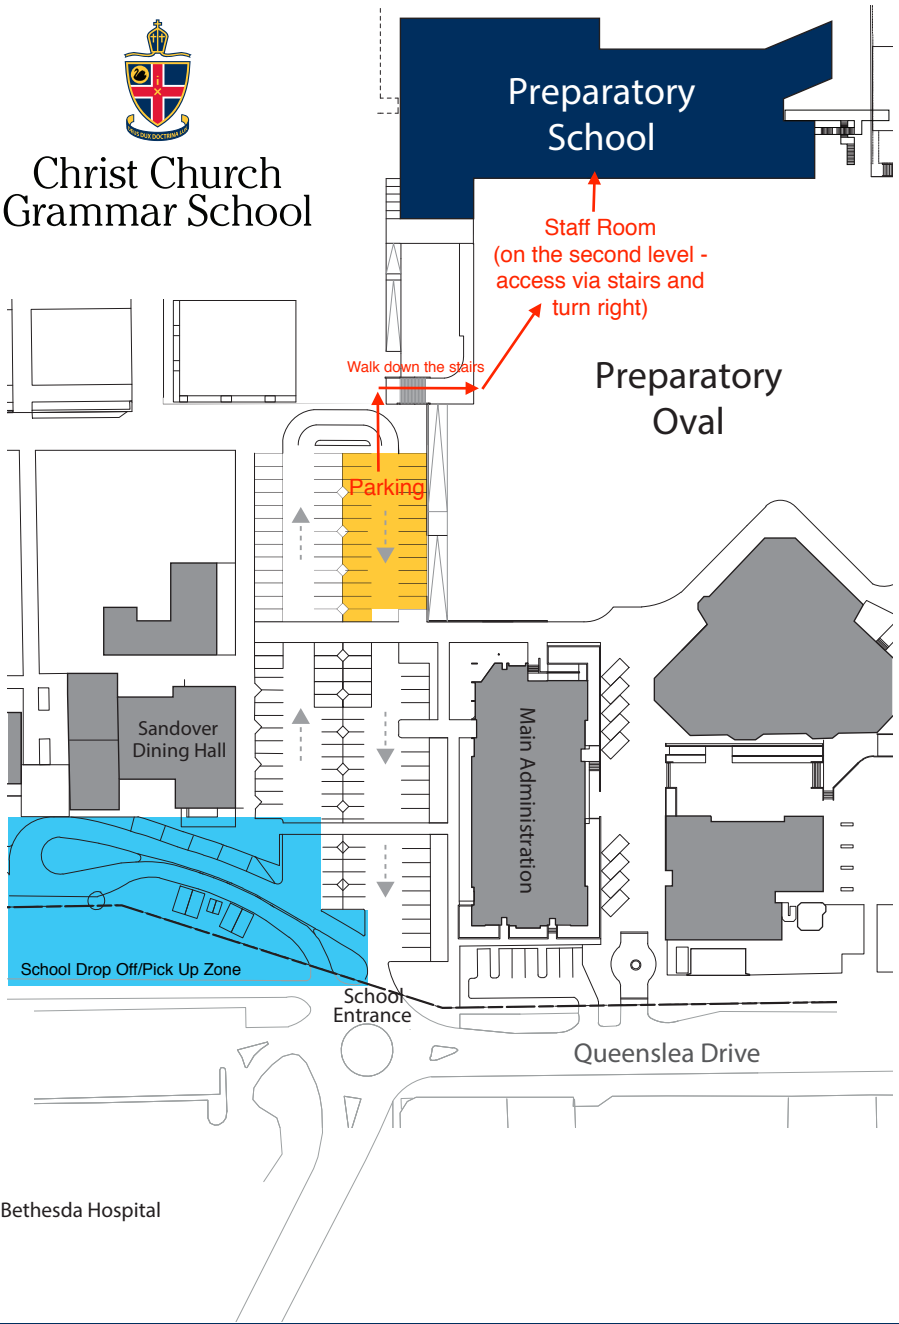 Christ Church
Grammar School
Preparatory
School
Staff Room
(on the second level -
access via stairs and
turn right)
Walk down the stairs
Preparatory
Oval
Parking
Sandover
Dining Hall
Main Administration
School Drop Off/Pick Up Zone
School
Entrance
Queenslea Drive
Bethesda Hospital